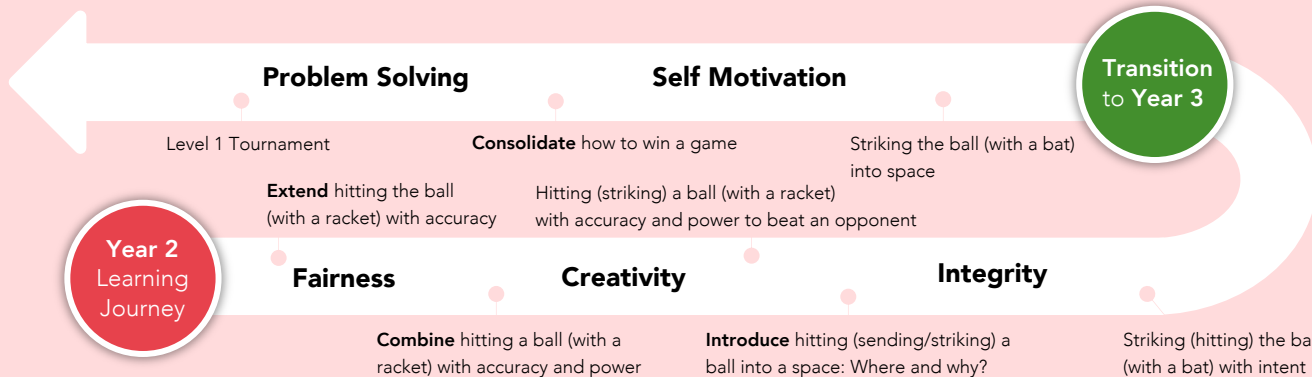 Problem Solving
Self Motivation
Transition
to Year 3
Level 1 Tournament
Consolidate how to win a game
Striking the ball (with a bat)
into space
Extend hitting the ball
(with a racket) with accuracy
Hitting (striking) a ball (with a racket)
with accuracy and power to beat an opponent
Year 2
Learning
Journey
Fairness
Creativity
Integrity
Combine hitting a ball (with a
racket) with accuracy and power
Introduce hitting (sending/striking) a
ball into a space: Where and why?
Striking (hitting) the
(with a bat) with intent